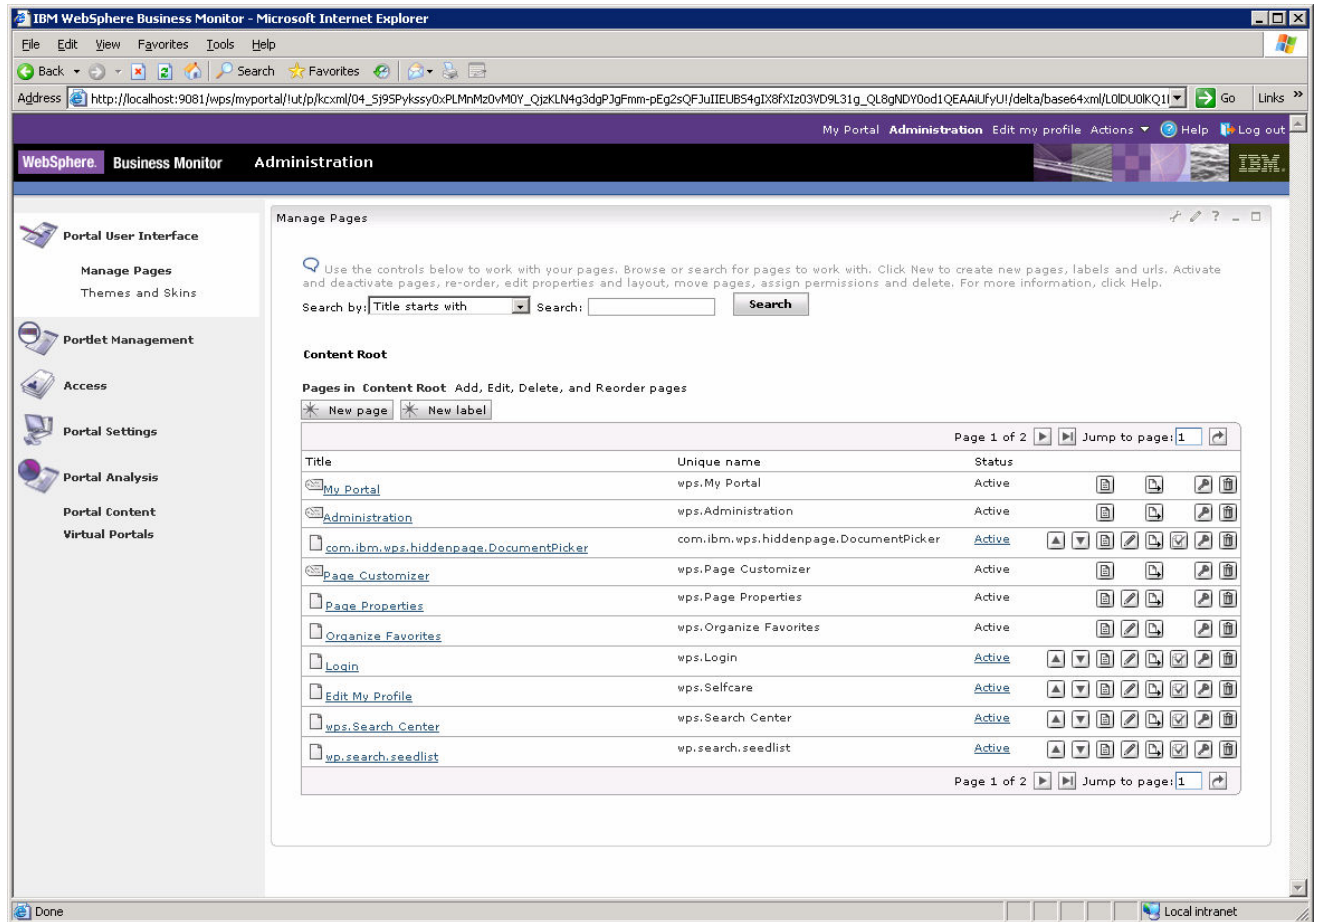 IBM WebSphere Business Monitor - Microsoft Internet Explorer
File Edit View Favorites Tools Help
Back Search Favorites
Address http://localhost:9081/wps/myportal/!ut/p/kcxml/ Go Links »
My Portal Administration Edit my profile Actions Help Log out
WebSphere. Business Monitor Administration IBM.
Manage Pages
Portal User Interface
Manage Pages
Themes and Skins
Portlet Management
Access
Portal Settings
Portal Analysis
Portal Content
Virtual Portals
Use the controls below to work with your pages. Browse or search for pages to work with. Click New to create new pages, labels and urls. Activate
and deactivate pages, re-order, edit properties and layout, move pages, assign permissions and delete. For more information, click Help.
Search by: Title starts with Search: Search
Content Root
Pages in Content Root Add, Edit, Delete, and Reorder pages
New page New label
Page 1 of 2 Jump to page: 1
Title Unique name Status
My Portal wps.My Portal Active
Administration wps.Administration Active
com.ibm.wps.hiddenpage.DocumentPicker com.ibm.wps.hiddenpage.DocumentPicker Active
Page Customizer wps.Page Customizer Active
Page Properties wps.Page Properties Active
Organize Favorites wps.Organize Favorites Active
Login wps.Login Active
Edit My Profile wps.Selfcare Active
wps.Search Center wps.Search Center Active
wp.search.seedlist wp.search.seedlist Active
Page 1 of 2 Jump to page: 1
Done Local intranet